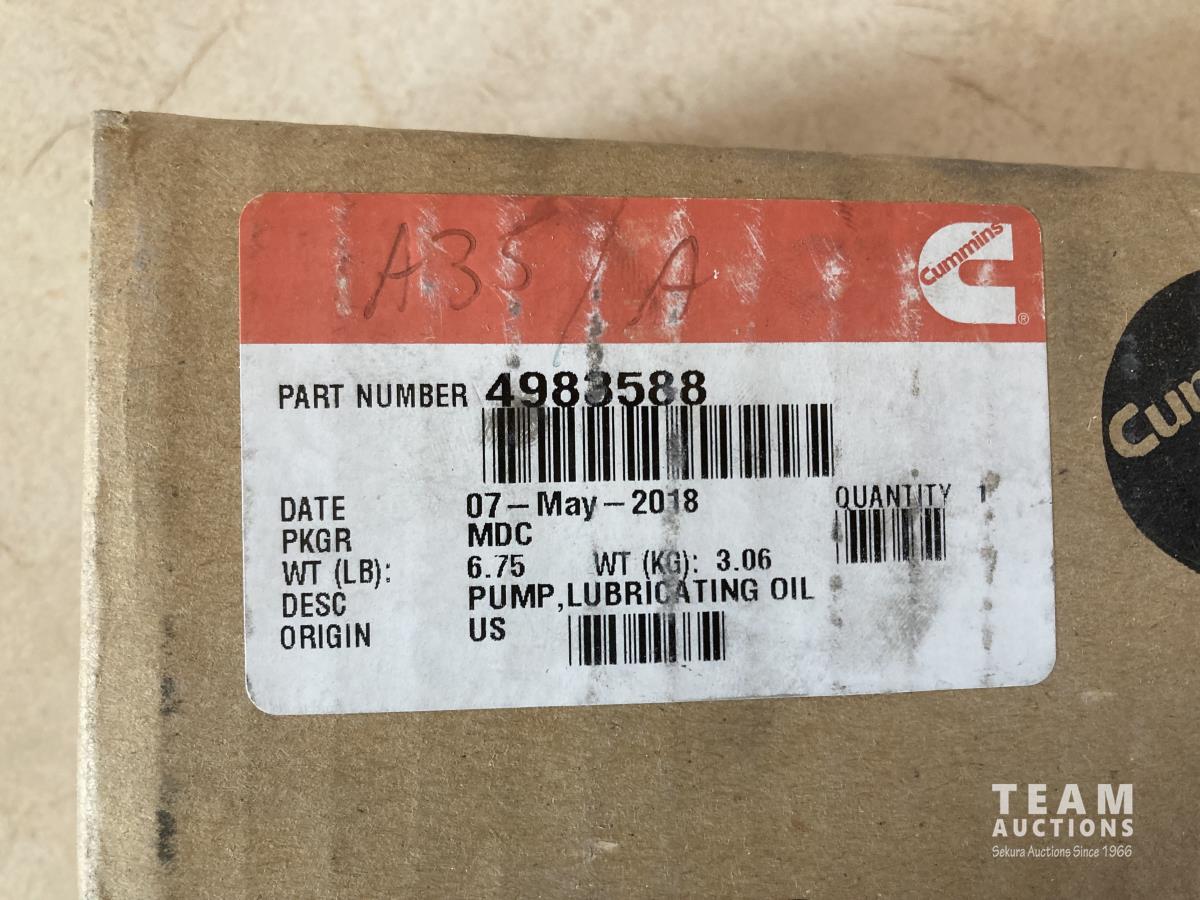 A35/A
Cummins
®
PART NUMBER 4983588
DATE 07-May-2018 QUANTITY 1
PKGR MDC
WT (LB): 6.75 WT (KG): 3.06
DESC PUMP,LUBRICATING OIL
ORIGIN US
Cum
TEAM
AUCTIONS
Sekura Auctions Since 1966